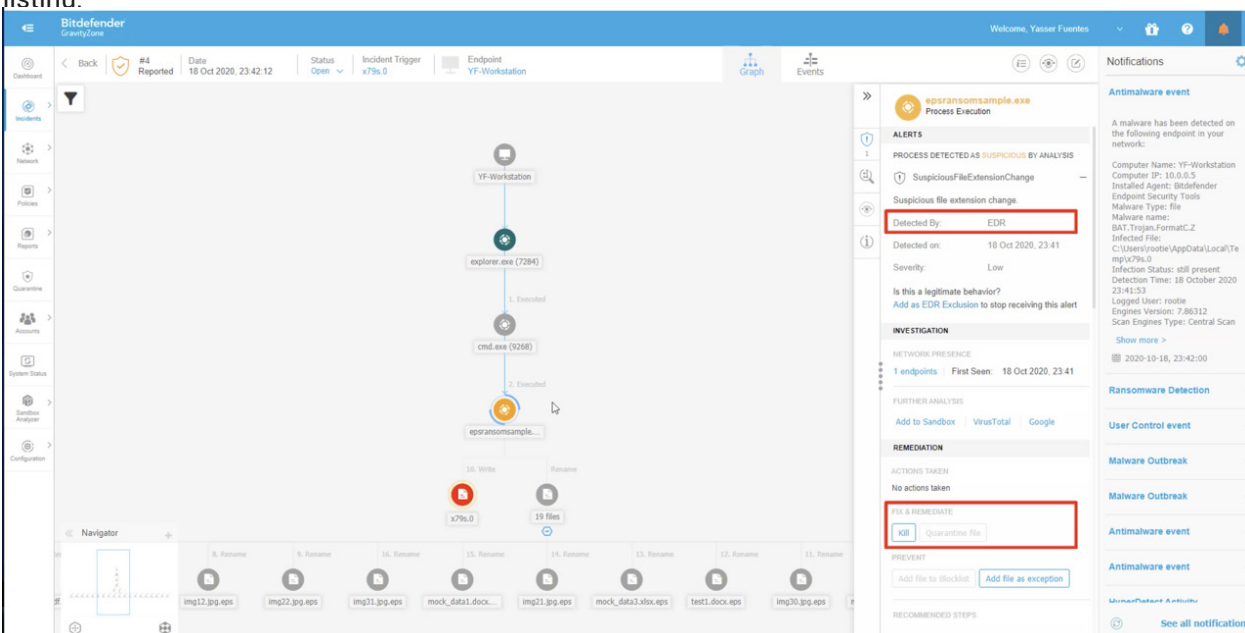 listing.
Bitdefender
GravityZone
Welcome, Yasser Fuentes
Dashboard
Incidents
Network
Policies
Reports
Quarantine
Accounts
System Status
Sandbox
Analyzer
Configuration
Back
#4
Reported
Date
18 Oct 2020, 23:42:12
Status
Open
Incident Trigger
x79s.0
Endpoint
YF-Workstation
Graph
Events
YF-Workstation
explorer.exe (7284)
1. Executed
cmd.exe (9268)
2. Executed
epsransomsample....
10. Write
Rename
x79s.0
19 files
Navigator
8. Rename
9. Rename
16. Rename
15. Rename
14. Rename
13. Rename
12. Rename
11. Rename
img12.jpg.eps
img22.jpg.eps
img31.jpg.eps
mock_data1.docx....
img21.jpg.eps
mock_data3.xlsx.eps
test1.docx.eps
img30.jpg.eps
1
epsransomsample.exe
Process Execution
ALERTS
PROCESS DETECTED AS SUSPICIOUS BY ANALYSIS
SuspiciousFileExtensionChange
Suspicious file extension change.
Detected By: EDR
Detected on: 18 Oct 2020, 23:41
Severity: Low
Is this a legitimate behavior?
Add as EDR Exclusion to stop receiving this alert
INVESTIGATION
NETWORK PRESENCE
1 endpoints First Seen: 18 Oct 2020, 23:41
FURTHER ANALYSIS
Add to Sandbox VirusTotal Google
REMEDIATION
ACTIONS TAKEN
No actions taken
FIX & REMEDIATE
Kill Quarantine file
PREVENT
Add file to Blocklist Add file as exception
RECOMMENDED STEPS
Notifications
Antimalware event
A malware has been detected on
the following endpoint in your
network:
Computer Name: YF-Workstation
Computer IP: 10.0.0.5
Installed Agent: Bitdefender
Endpoint Security Tools
Malware Type: file
Malware name:
BAT.Trojan.FormatC.Z
Infected File:
C:\Users\rootie\AppData\Local\Te
mp\x79s.0
Infection Status: still present
Detection Time: 18 October 2020
23:41:53
Logged User: rootie
Engines Version: 7.86312
Scan Engines Type: Central Scan
Show more >
2020-10-18, 23:42:00
Ransomware Detection
User Control event
Malware Outbreak
Malware Outbreak
Antimalware event
Antimalware event
HyperDetect Activity
See all notification